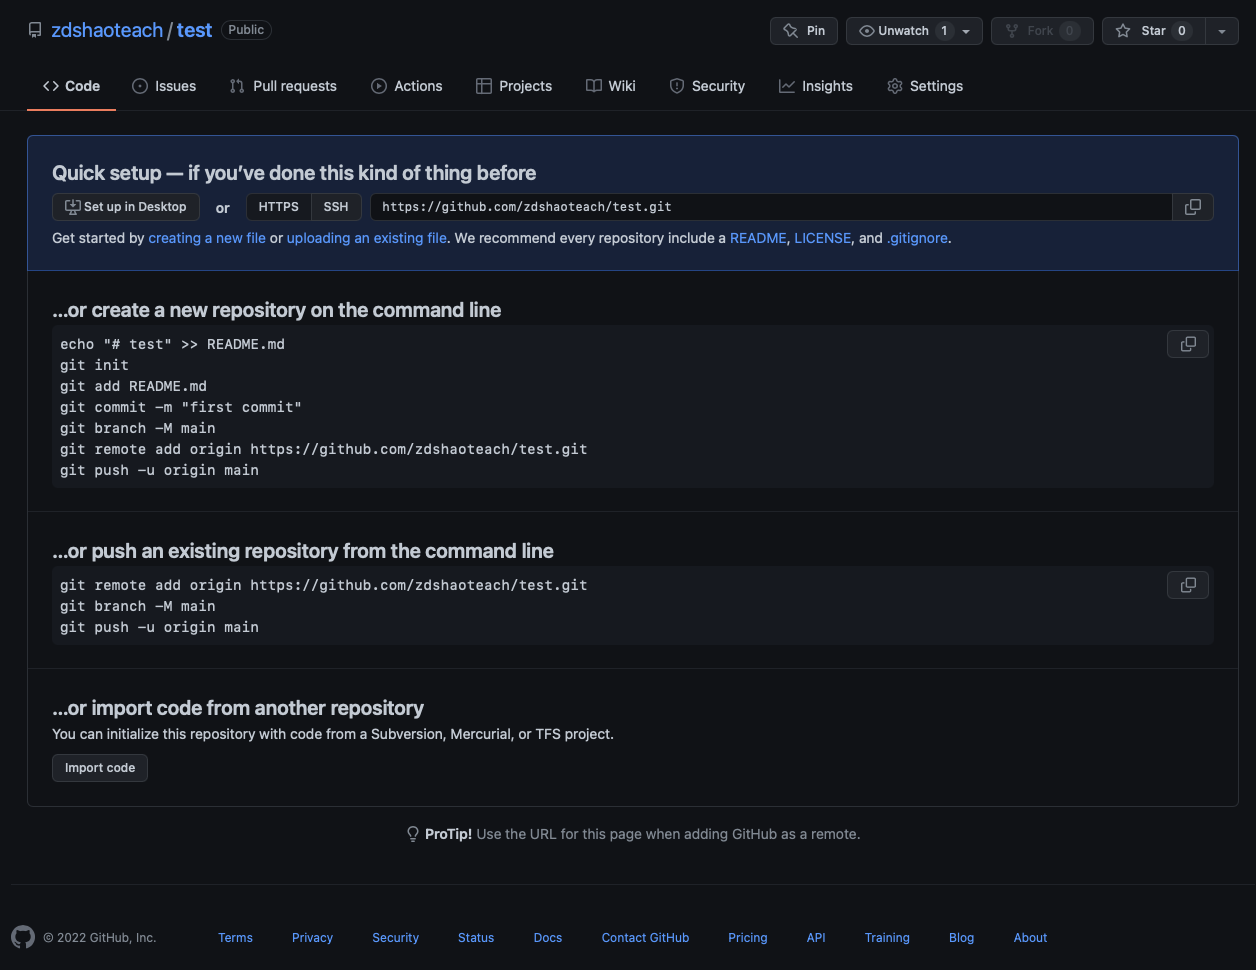 zdshaoteach / test Public
Pin
Unwatch 1
Fork 0
Star 0
Code
Issues
Pull requests
Actions
Projects
Wiki
Security
Insights
Settings
Quick setup — if you’ve done this kind of thing before
Set up in Desktop or HTTPS SSH https://github.com/zdshaoteach/test.git
Get started by creating a new file or uploading an existing file. We recommend every repository include a README, LICENSE, and .gitignore.
…or create a new repository on the command line
echo "# test" >> README.md
git init
git add README.md
git commit -m "first commit"
git branch -M main
git remote add origin https://github.com/zdshaoteach/test.git
git push -u origin main
…or push an existing repository from the command line
git remote add origin https://github.com/zdshaoteach/test.git
git branch -M main
git push -u origin main
…or import code from another repository
You can initialize this repository with code from a Subversion, Mercurial, or TFS project.
Import code
ProTip! Use the URL for this page when adding GitHub as a remote.
© 2022 GitHub, Inc.
Terms
Privacy
Security
Status
Docs
Contact GitHub
Pricing
API
Training
Blog
About